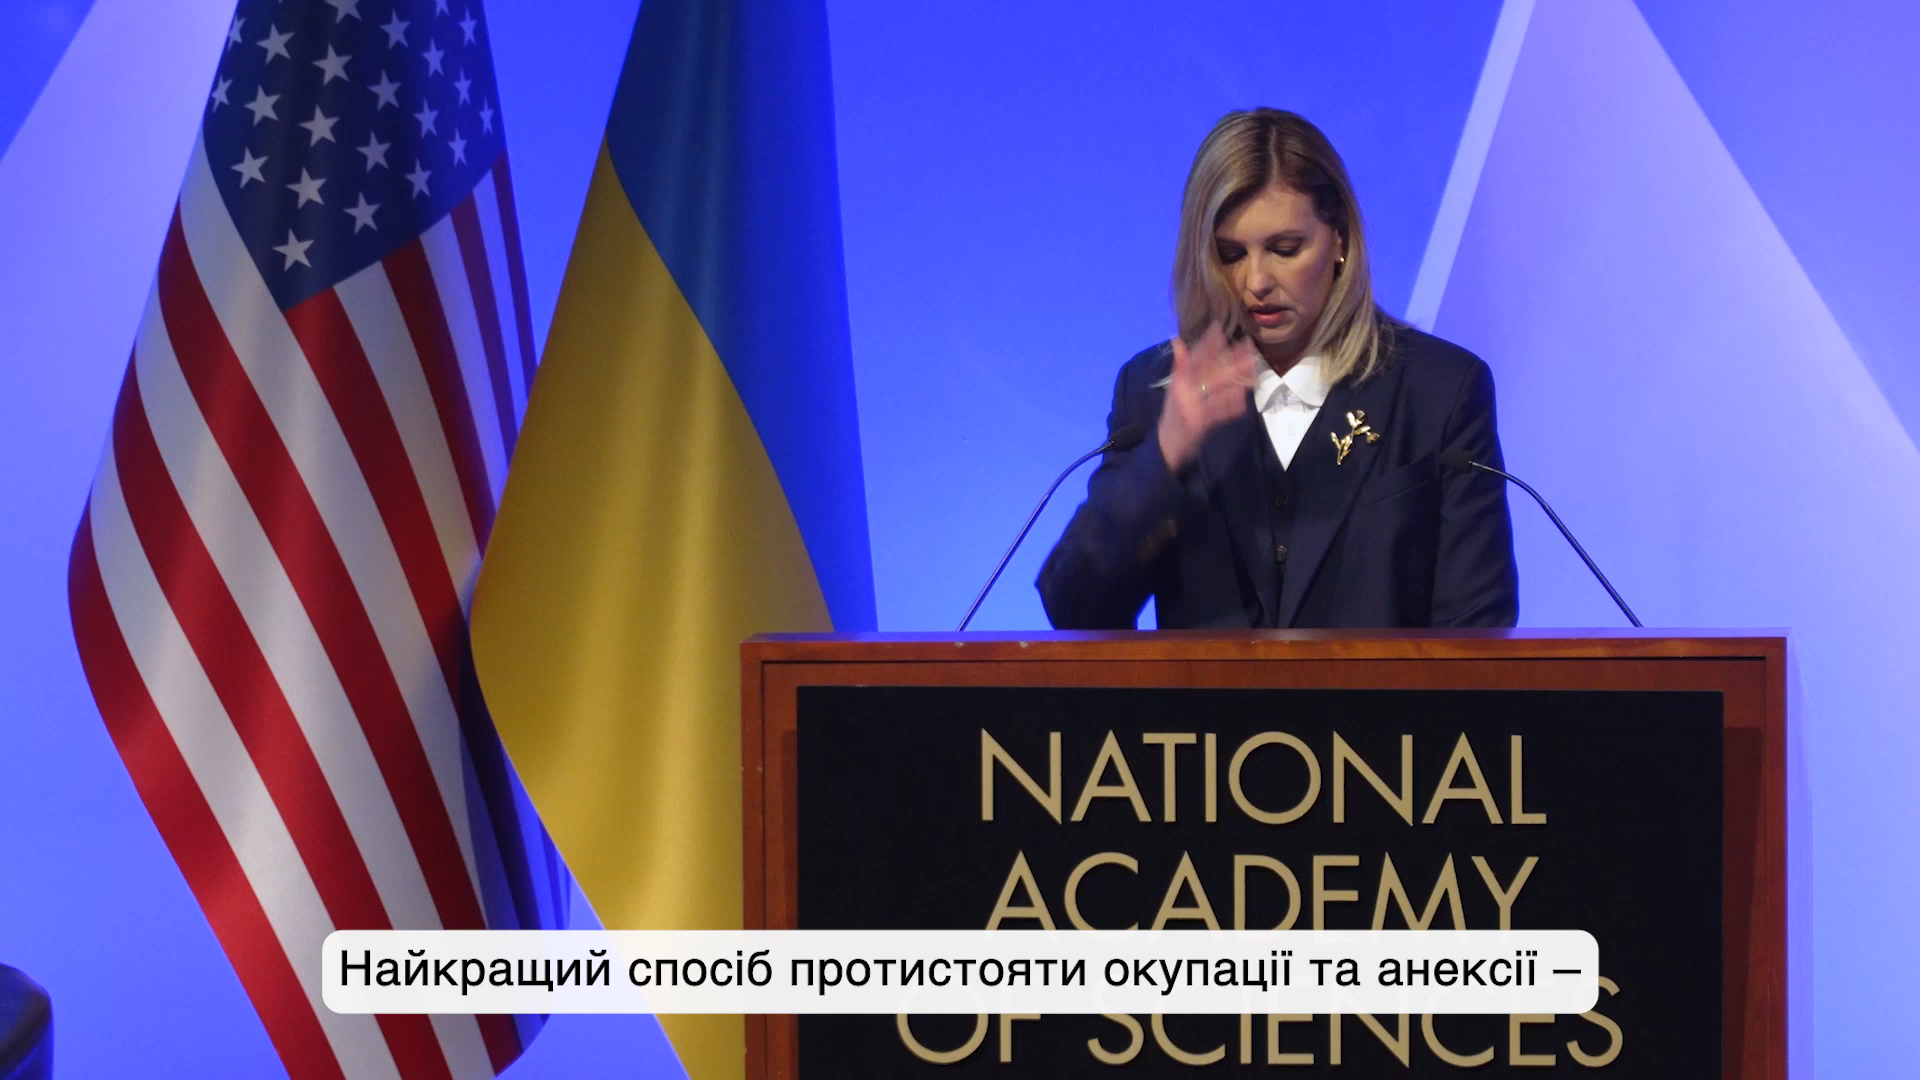 NATIONAL
ACADEMY
Найкращий спосіб протистояти окупації та анексії –
OF SCIENCES